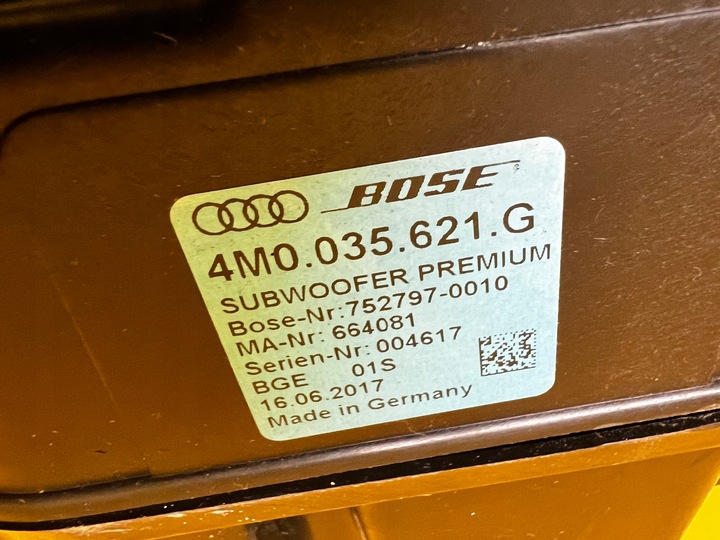 BOSE
4M0.035.621.G
SUBWOOFER PREMIUM
Bose-Nr:752797-0010
MA-Nr: 664081
Serien-Nr: 004617
BGE 01S
16.06.2017
Made in Germany